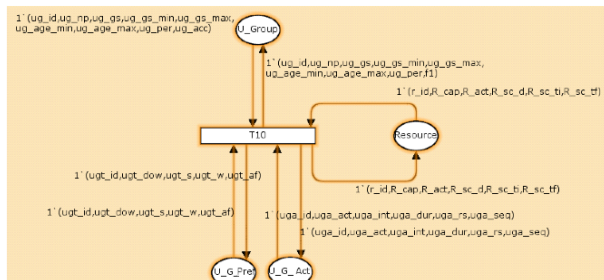 1`(ug_id,ug_np,ug_gs,ug_gs_min,ug_gs_max,
ug_age_min,ug_age_max,ug_per,ug_acc)
U_Group
1`(ug_id,ug_np,ug_gs,ug_gs_min,ug_gs_max,
ug_age_min,ug_age_max,ug_per,f1)
1`(r_id,R_cap,R_act,R_sc_d,R_sc_ti,R_sc_tf)
T10
Resource
1`(ugt_id,ugt_dow,ugt_s,ugt_w,ugt_af)
1`(r_id,R_cap,R_act,R_sc_d,R_sc_ti,R_sc_tf)
1`(ugt_id,ugt_dow,ugt_s,ugt_w,ugt_af)
1`(uga_id,uga_act,uga_int,uga_dur,uga_rs,uga_seq)
1`(uga_id,uga_act,uga_int,uga_dur,uga_rs,uga_seq)
U_G_Pref
U_G_Act